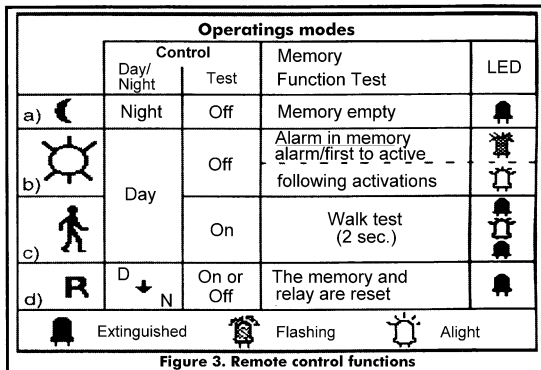 Operatings modes
Control
Day/
Night
Test
Memory
Function Test
LED
a)
Night
Off
Memory empty
b)
Day
Off
Alarm in memory
alarm/first to active
following activations
c)
On
Walk test
(2 sec.)
d)
R
D
N
On or
Off
The memory and
relay are reset
Extinguished
Flashing
Alight
Figure 3. Remote control functions